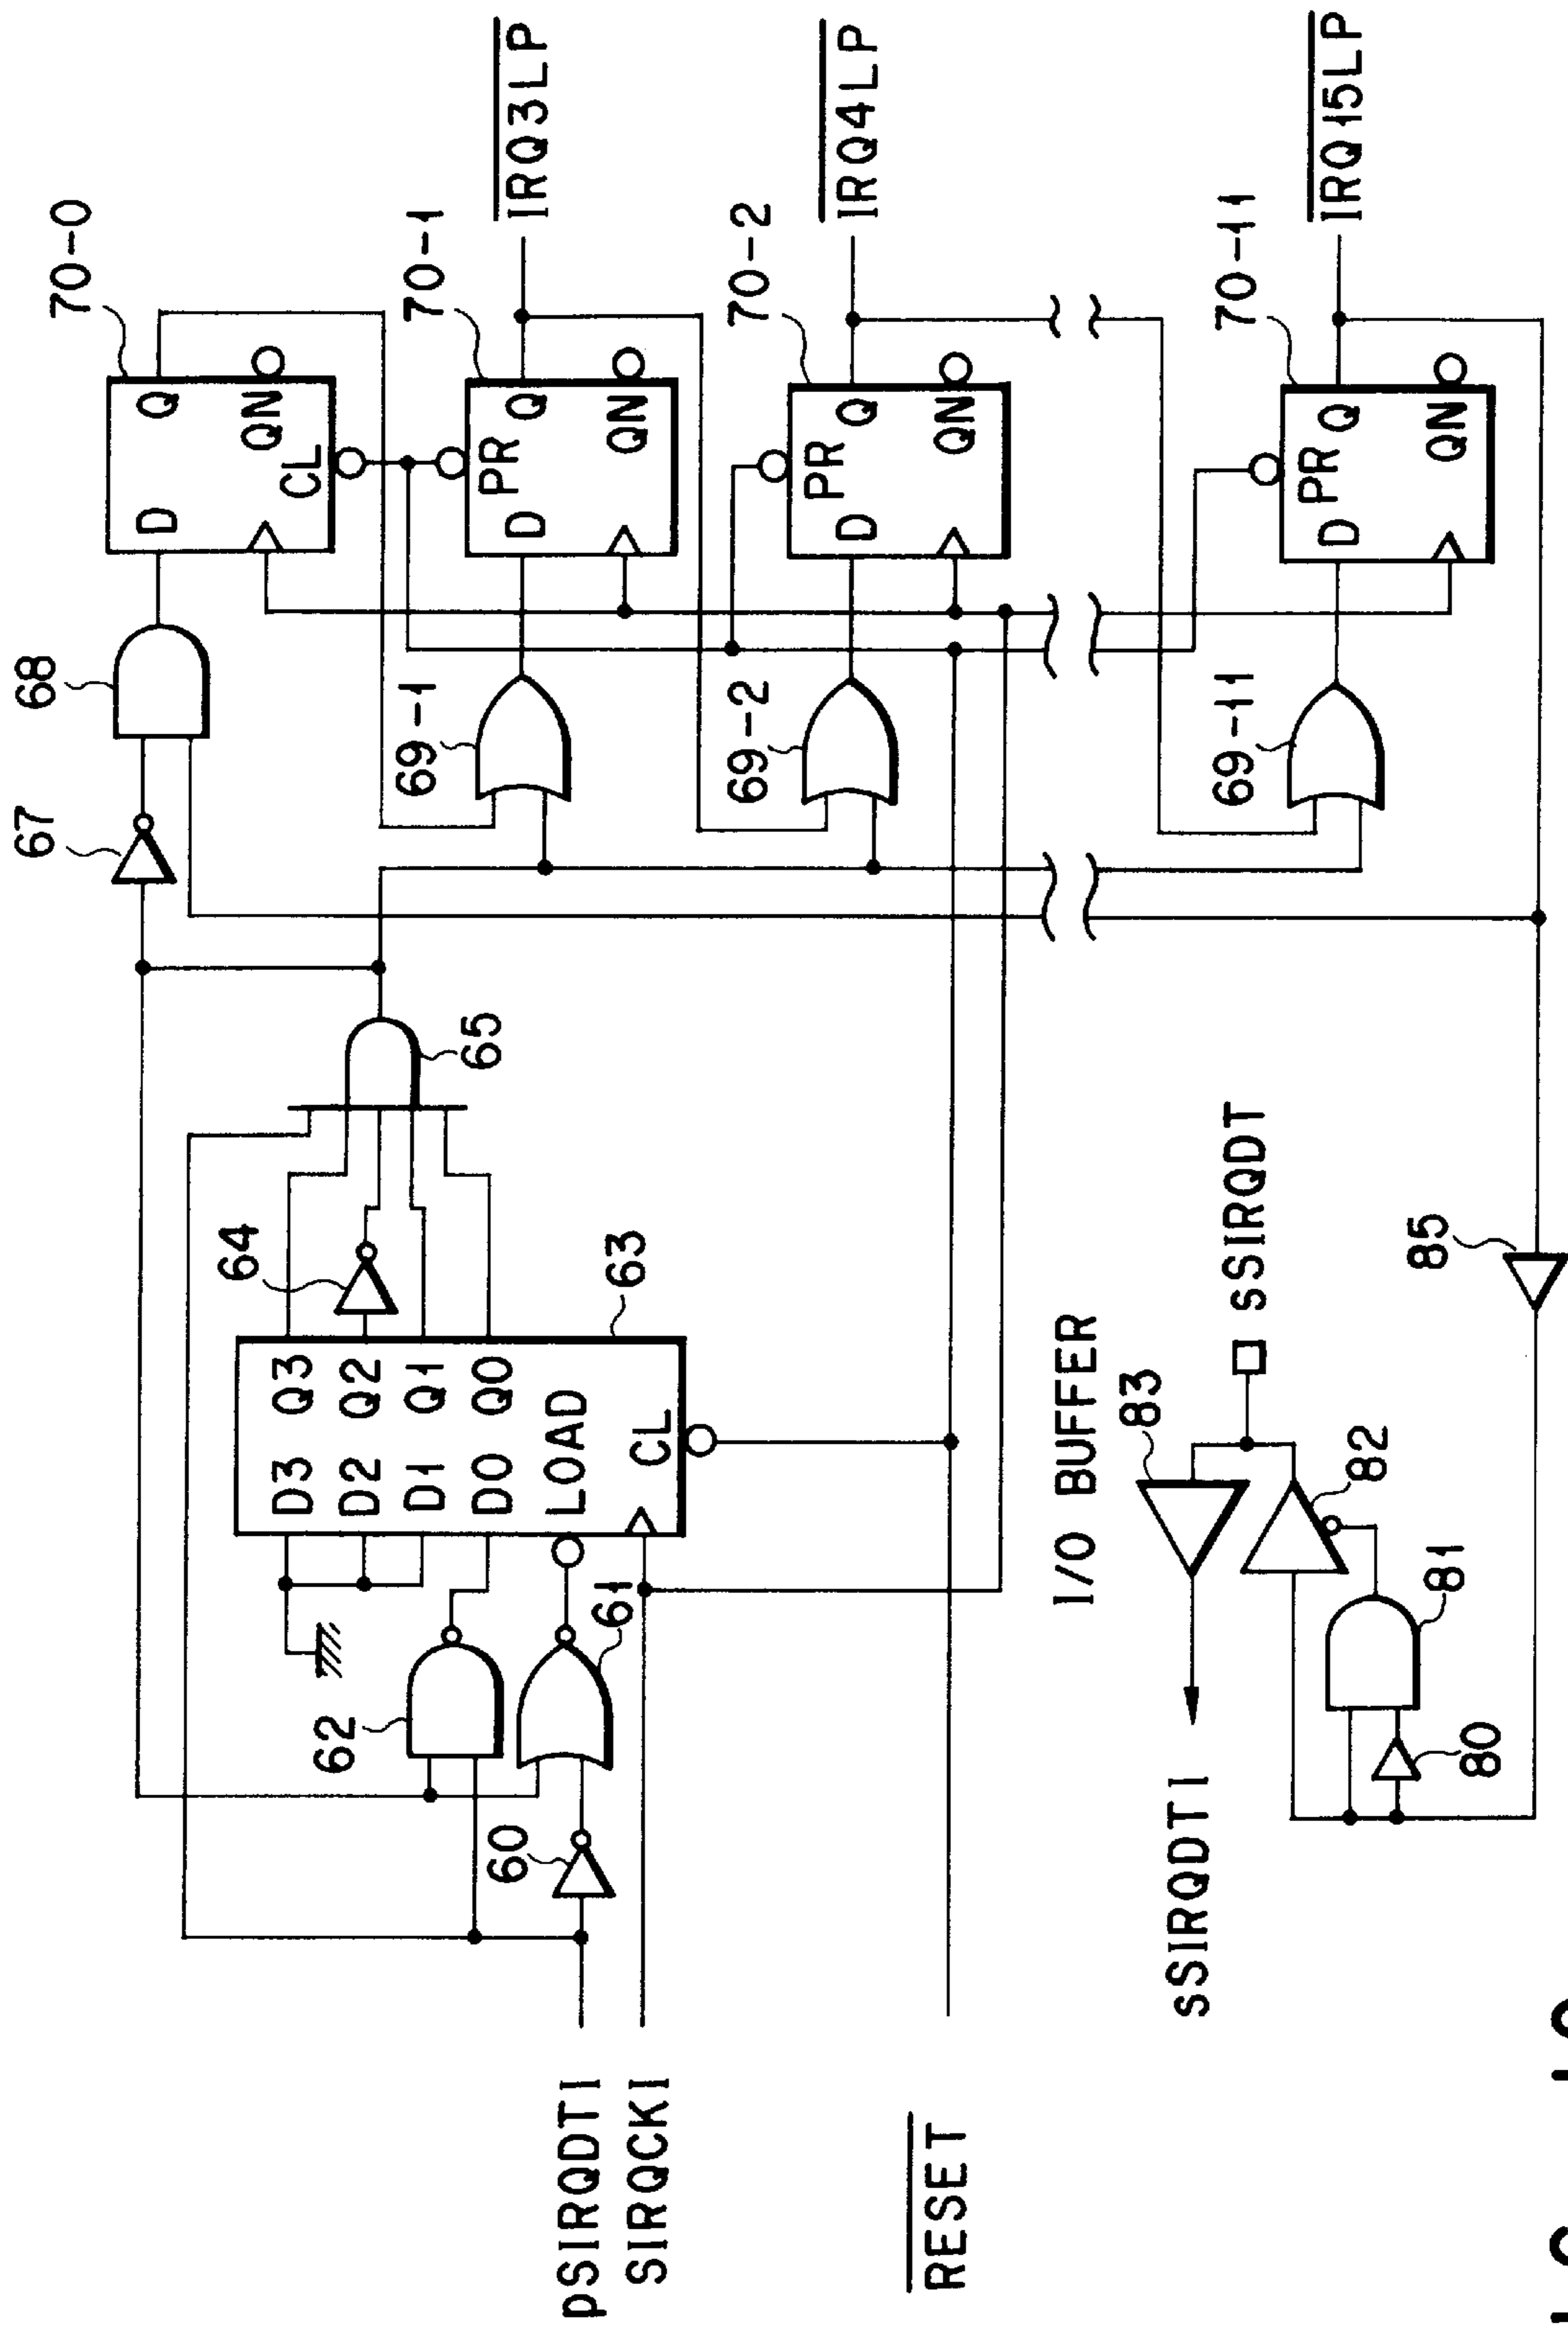 70-0
68
67
D
Q
QN
CL
70-1
IRQ3LP
69-1
PR
D
Q
QN
70-2
IRQ4LP
69-2
PR
D
Q
QN
70-11
IRQ15LP
69-11
PR
D
Q
QN
65
64
63
D3 Q3
D2 Q2
D1 Q1
D0 Q0
LOAD
CL
62
61
60
pSIRQDTI
SIRQCKI
RESET
I/O BUFFER
83
sSIRQDT
sSIRQDTI
82
81
80
85